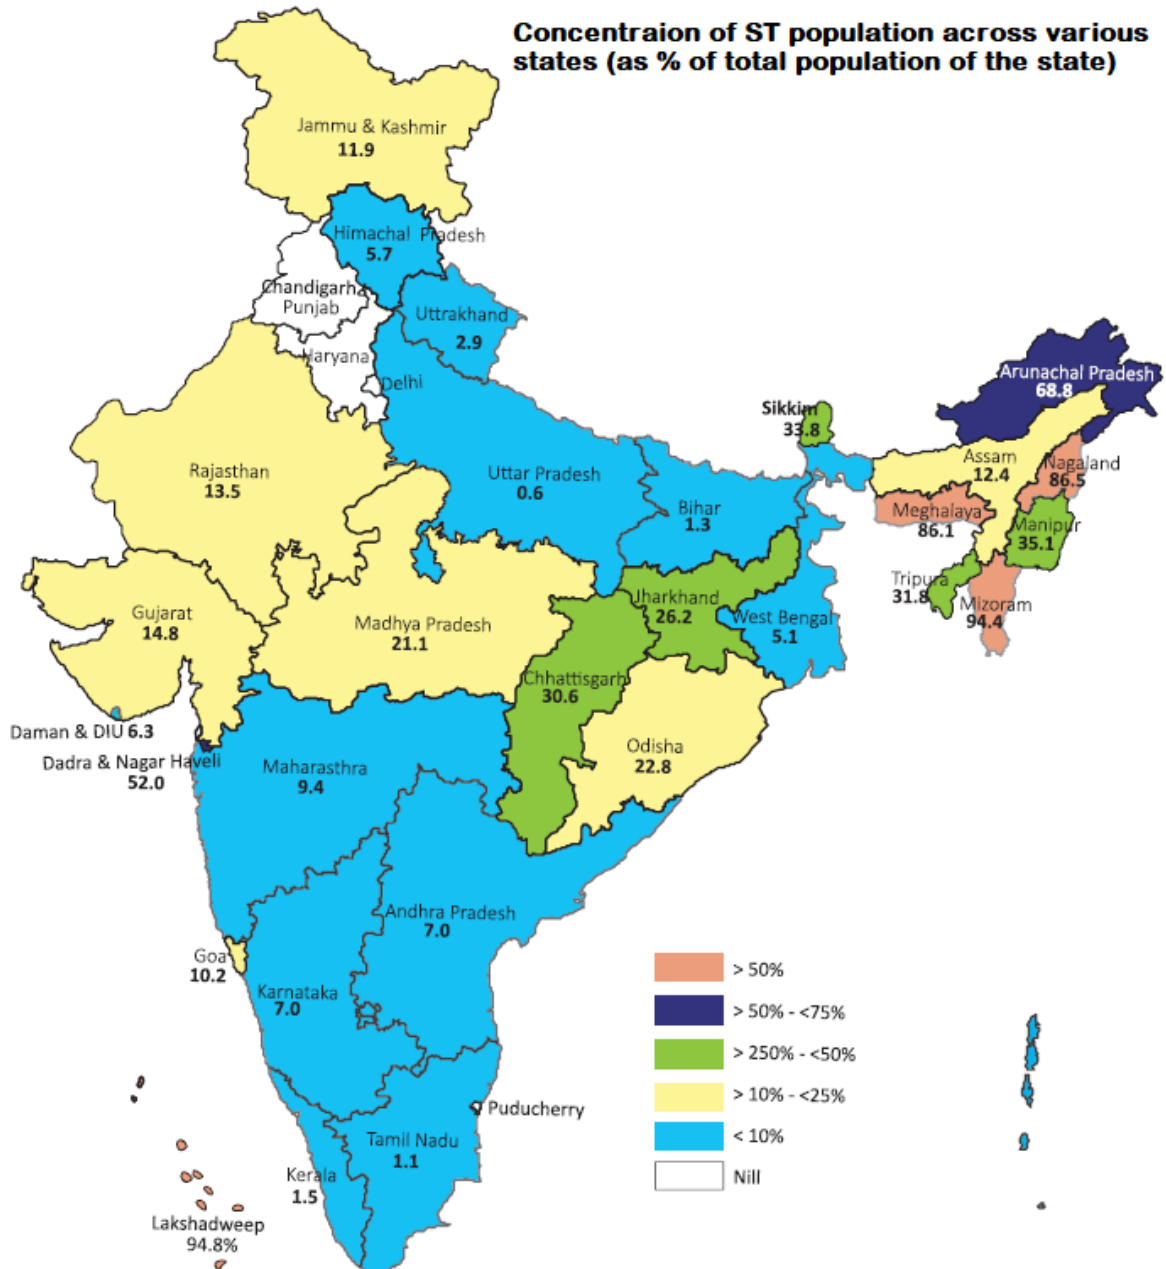 Concentraion of ST population across various
states (as % of total population of the state)
Jammu & Kashmir
11.9
Himachal Pradesh
5.7
Chandigarh
Punjab
Uttrakhand
2.9
Haryana
Delhi
Arunachal Pradesh
68.8
Sikkim
33.8
Rajasthan
13.5
Uttar Pradesh
0.6
Assam
12.4
Nagaland
86.5
Bihar
1.3
Meghalaya
86.1
Manipur
35.1
Tripura
31.8
Mizoram
94.4
Gujarat
14.8
Madhya Pradesh
21.1
Jharkhand
26.2
West Bengal
5.1
Chhattisgarh
30.6
Daman & DIU 6.3
Dadra & Nagar Haveli
52.0
Maharasthra
9.4
Odisha
22.8
Andhra Pradesh
7.0
Goa
10.2
Karnataka
7.0
> 50%
> 50% - <75%
> 250% - <50%
> 10% - <25%
< 10%
Nill
Puducherry
Tamil Nadu
1.1
Kerala
1.5
Lakshadweep
94.8%